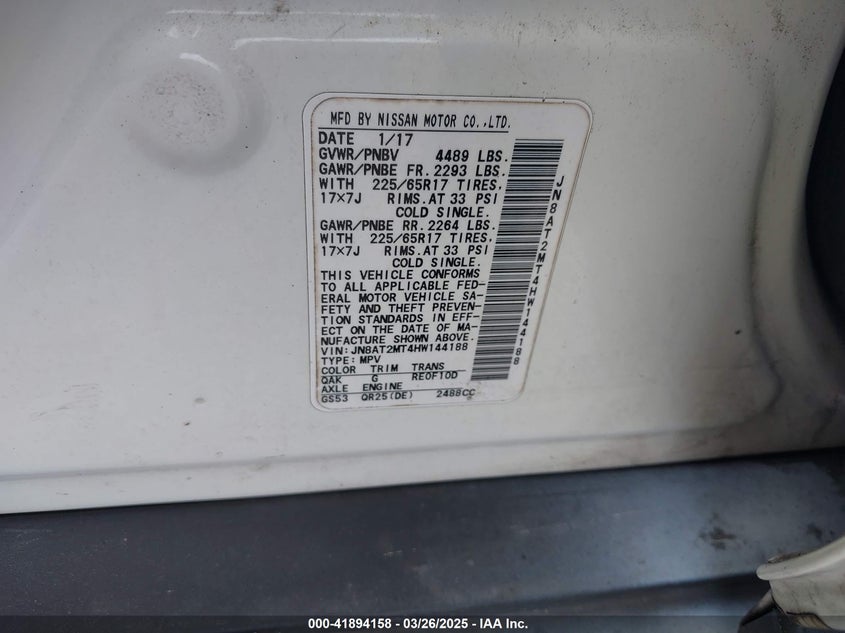 MFD BY NISSAN MOTOR CO.,LTD.
DATE 1/17
GVWR/PNBV 4489 LBS.
GAWR/PNBE FR. 2293 LBS.
WITH 225/65R17 TIRES,
17×7J RIMS.AT 33 PSI
COLD SINGLE.
GAWR/PNBE RR. 2264 LBS.
WITH 225/65R17 TIRES,
17×7J RIMS.AT 33 PSI
COLD SINGLE.
THIS VEHICLE CONFORMS
TO ALL APPLICABLE FED-
ERAL MOTOR VEHICLE SA-
FETY AND THEFT PREVEN-
TION STANDARDS IN EFF-
ECT ON THE DATE OF MA-
NUFACTURE SHOWN ABOVE.
VIN:JN8AT2MT4HW144188
TYPE:MPV
COLOR TRIM TRANS
QAK G RE0F10D
AXLE ENGINE
GS53 QR25(DE) 2488CC
JN8AT2MT4HW144188
000-41894158 – 03/26/2025 – IAA Inc.